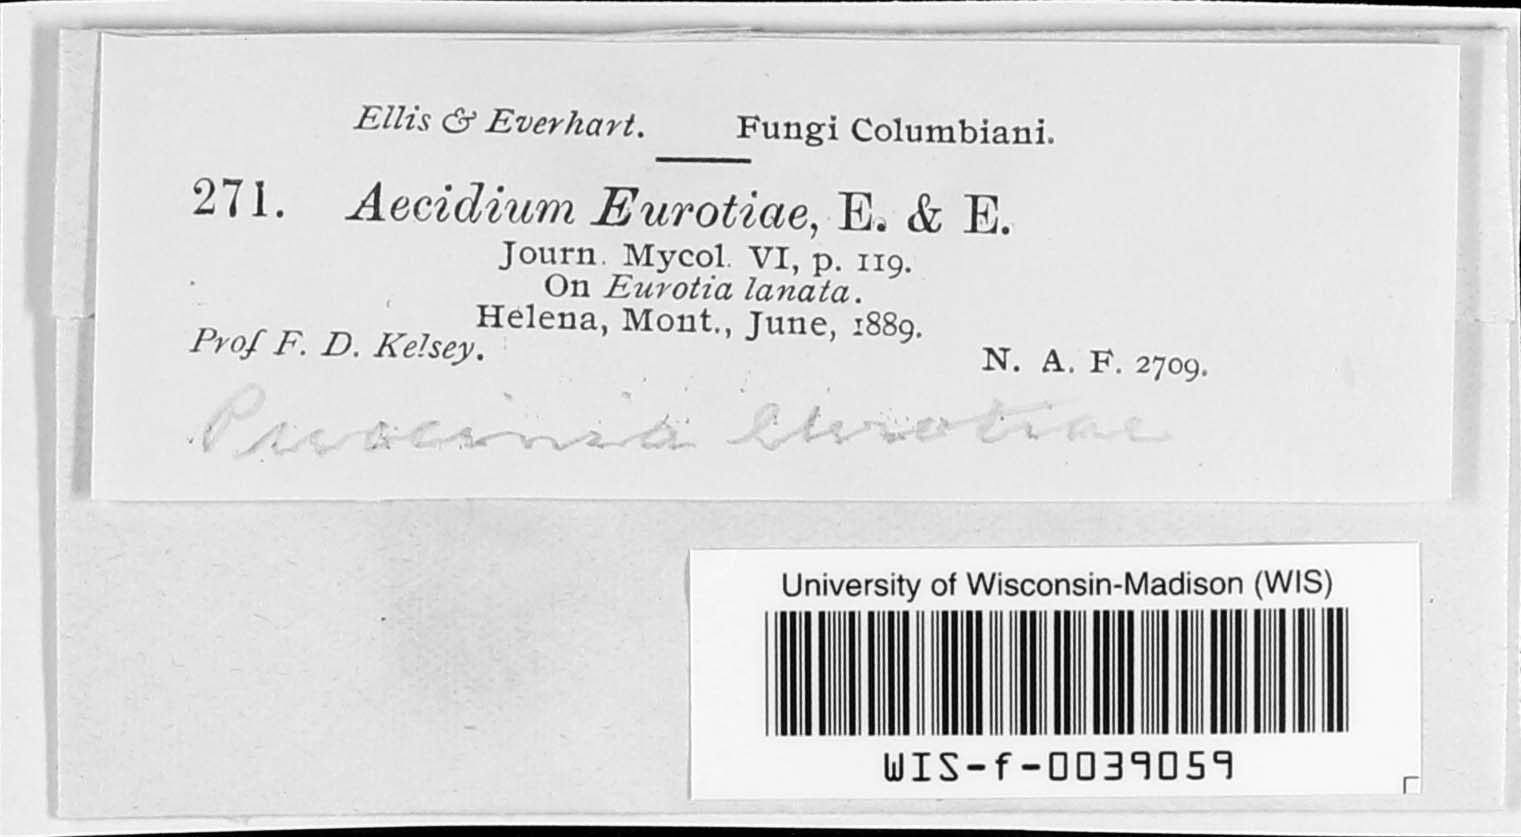 Ellis & Everhart. Fungi Columbiani.
271. Aecidium Eurotiae, E. & E.
Journ. Mycol. VI, p. 119.
On Eurotia lanata.
Helena, Mont., June, 1889.
Prof F. D. Kelsey.
N. A. F. 2709.
Puccinia Eurotiae
University of Wisconsin-Madison (WIS)
WIS-f-0039059